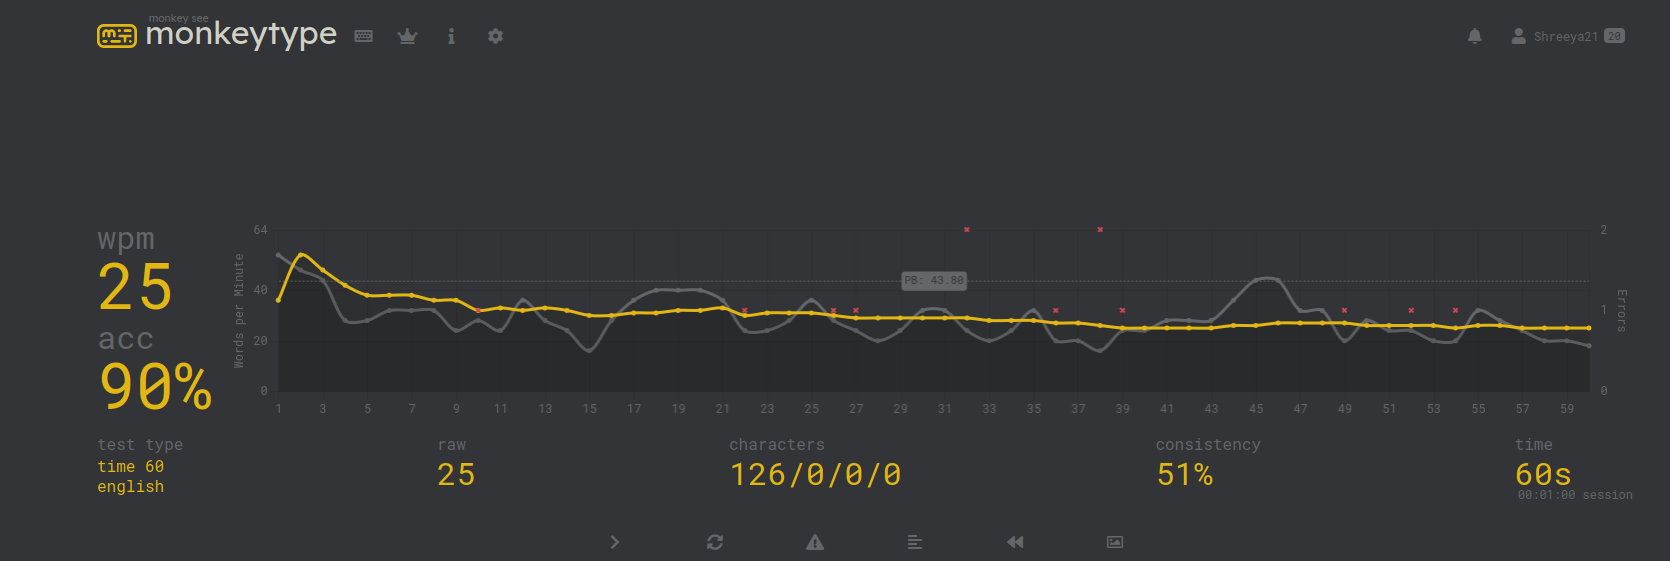 monkey see
monkeytype
Shreeya21 20
wpm
25
acc
90%
Words per Minute
64
40
20
0
PB: 43.80
2
1
0
Errors
1 3 5 7 9 11 13 15 17 19 21 23 25 27 29 31 33 35 37 39 41 43 45 47 49 51 53 55 57 59
test type
time 60
english
raw
25
characters
126/0/0/0
consistency
51%
time
60s
00:01:00 session